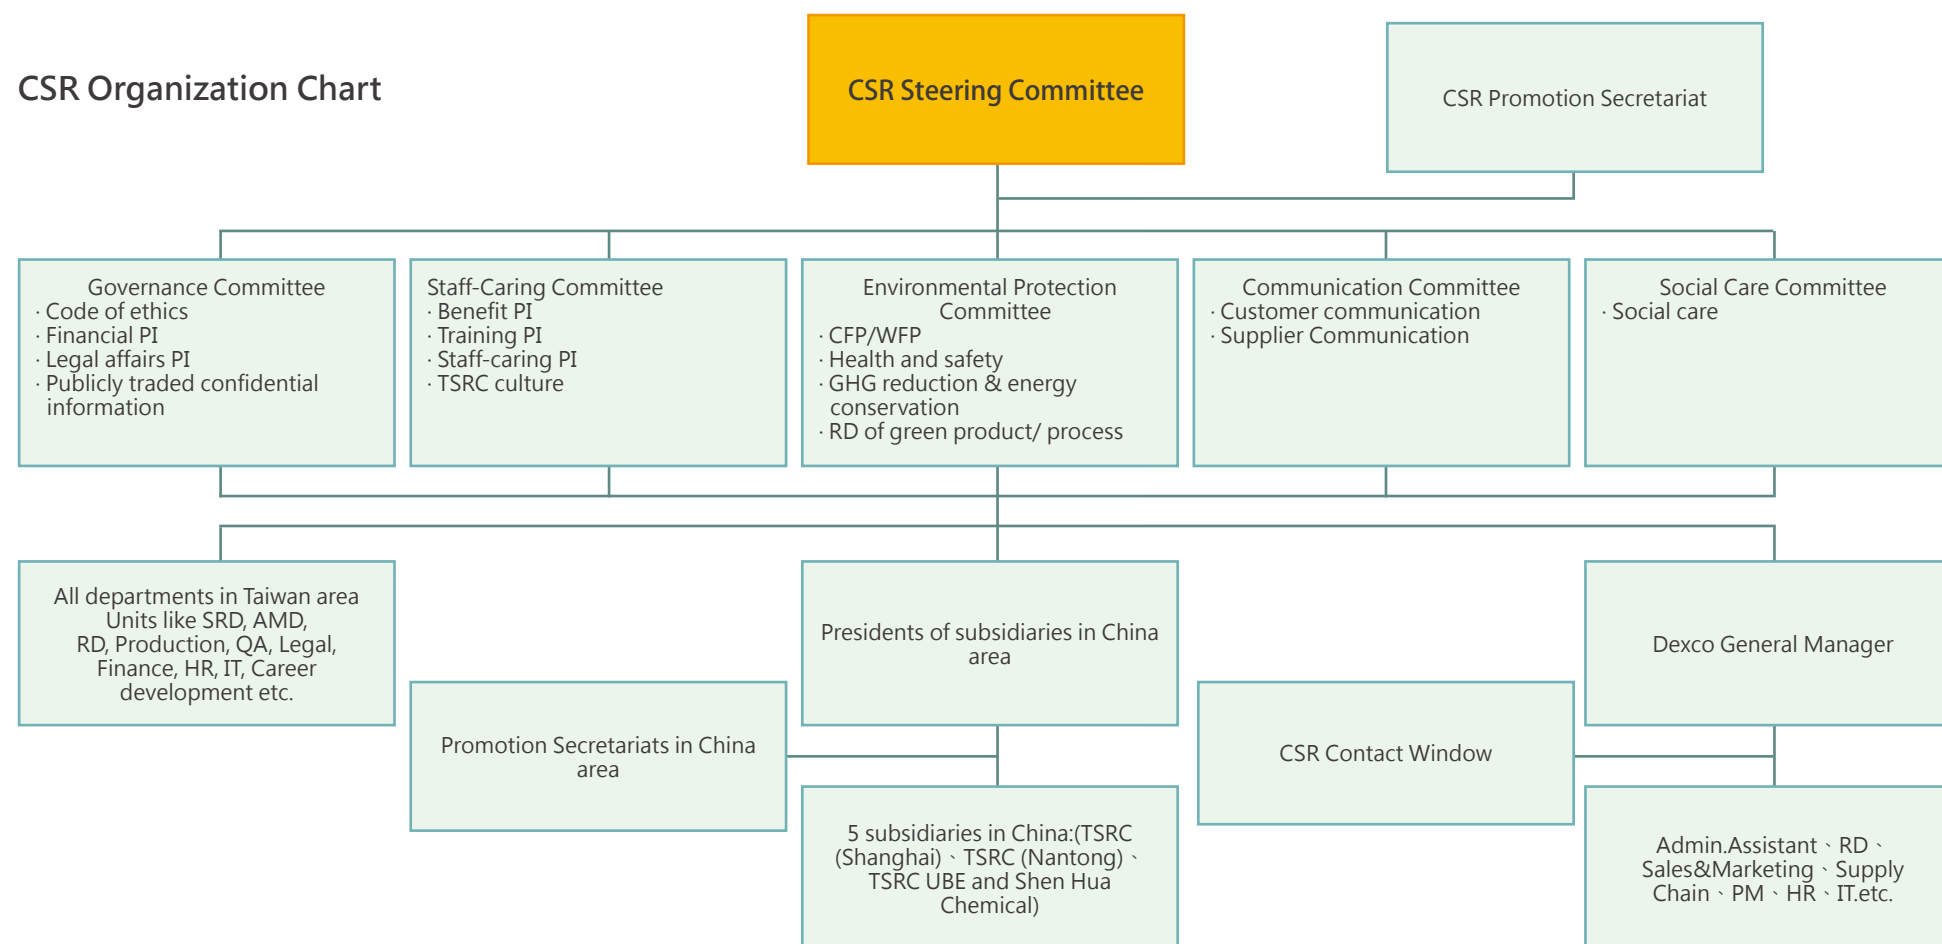 CSR Organization Chart
CSR Steering Committee
CSR Promotion Secretariat
Governance Committee
· Code of ethics
· Financial PI
· Legal affairs PI
· Publicly traded confidential
information
Staff-Caring Committee
· Benefit PI
· Training PI
· Staff-caring PI
· TSRC culture
Environmental Protection
Committee
· CFP/WFP
· Health and safety
· GHG reduction & energy
conservation
· RD of green product/ process
Communication Committee
· Customer communication
· Supplier Communication
Social Care Committee
· Social care
All departments in Taiwan area
Units like SRD, AMD,
RD, Production, QA, Legal,
Finance, HR, IT, Career
development etc.
Presidents of subsidiaries in China
area
Dexco General Manager
Promotion Secretariats in China
area
CSR Contact Window
5 subsidiaries in China:(TSRC
(Shanghai)、TSRC (Nantong)、
TSRC UBE and Shen Hua
Chemical)
Admin.Assistant、RD、
Sales&Marketing、Supply
Chain、PM、HR、IT.etc.